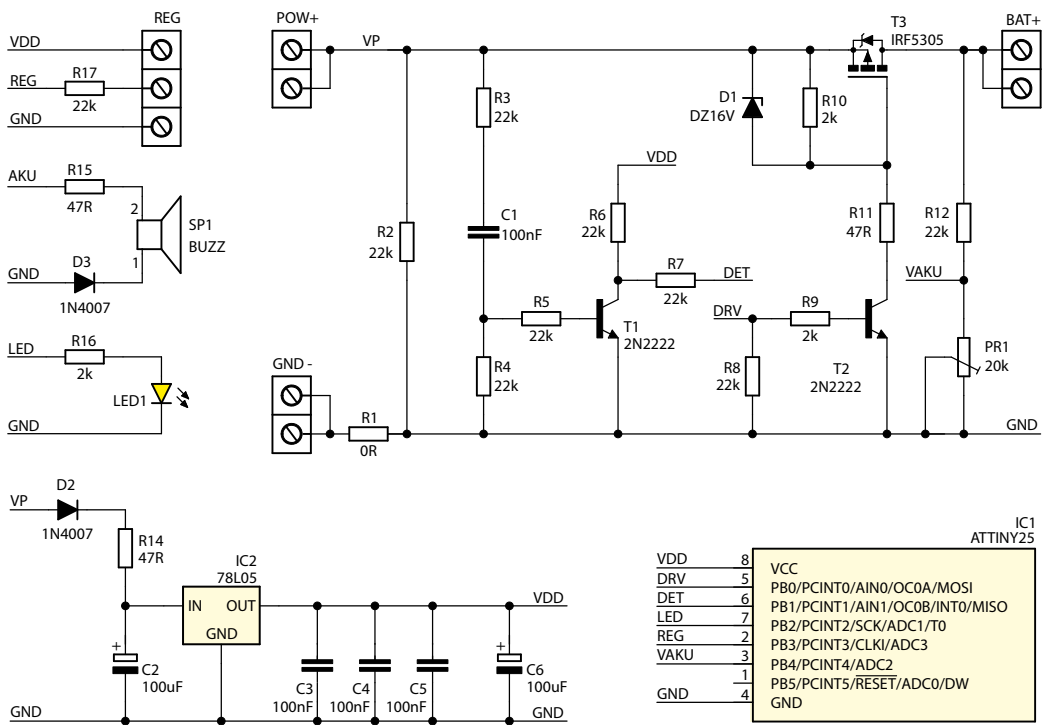 REG
VDD
REG
R17
22k
GND
AKU
R15
47R
2
SP1
BUZZ
1
GND
D3
1N4007
LED
R16
2k
LED1
GND
POW+
VP
R3
22k
C1
100nF
R2
22k
R5
22k
R4
22k
GND -
R1
0R
VDD
R6
22k
R7
22k
DET
T1
2N2222
D1
DZ16V
R10
2k
T3
IRF5305
BAT+
R11
47R
R12
22k
VAKU
DRV
R9
2k
R8
22k
T2
2N2222
PR1
20k
GND
VP
D2
1N4007
R14
47R
IC2
78L05
IN OUT
GND
VDD
+
C2
100uF
C3
100nF
C4
100nF
C5
100nF
+
C6
100uF
GND
GND
IC1
ATTINY25
VDD 8 VCC
DRV 5 PB0/PCINT0/AIN0/OC0A/MOSI
DET 6 PB1/PCINT1/AIN1/OC0B/INT0/MISO
LED 7 PB2/PCINT2/SCK/ADC1/T0
REG 2 PB3/PCINT3/CLKI/ADC3
VAKU 3 PB4/PCINT4/ADC2
1 PB5/PCINT5/RESET/ADC0/DW
GND 4 GND